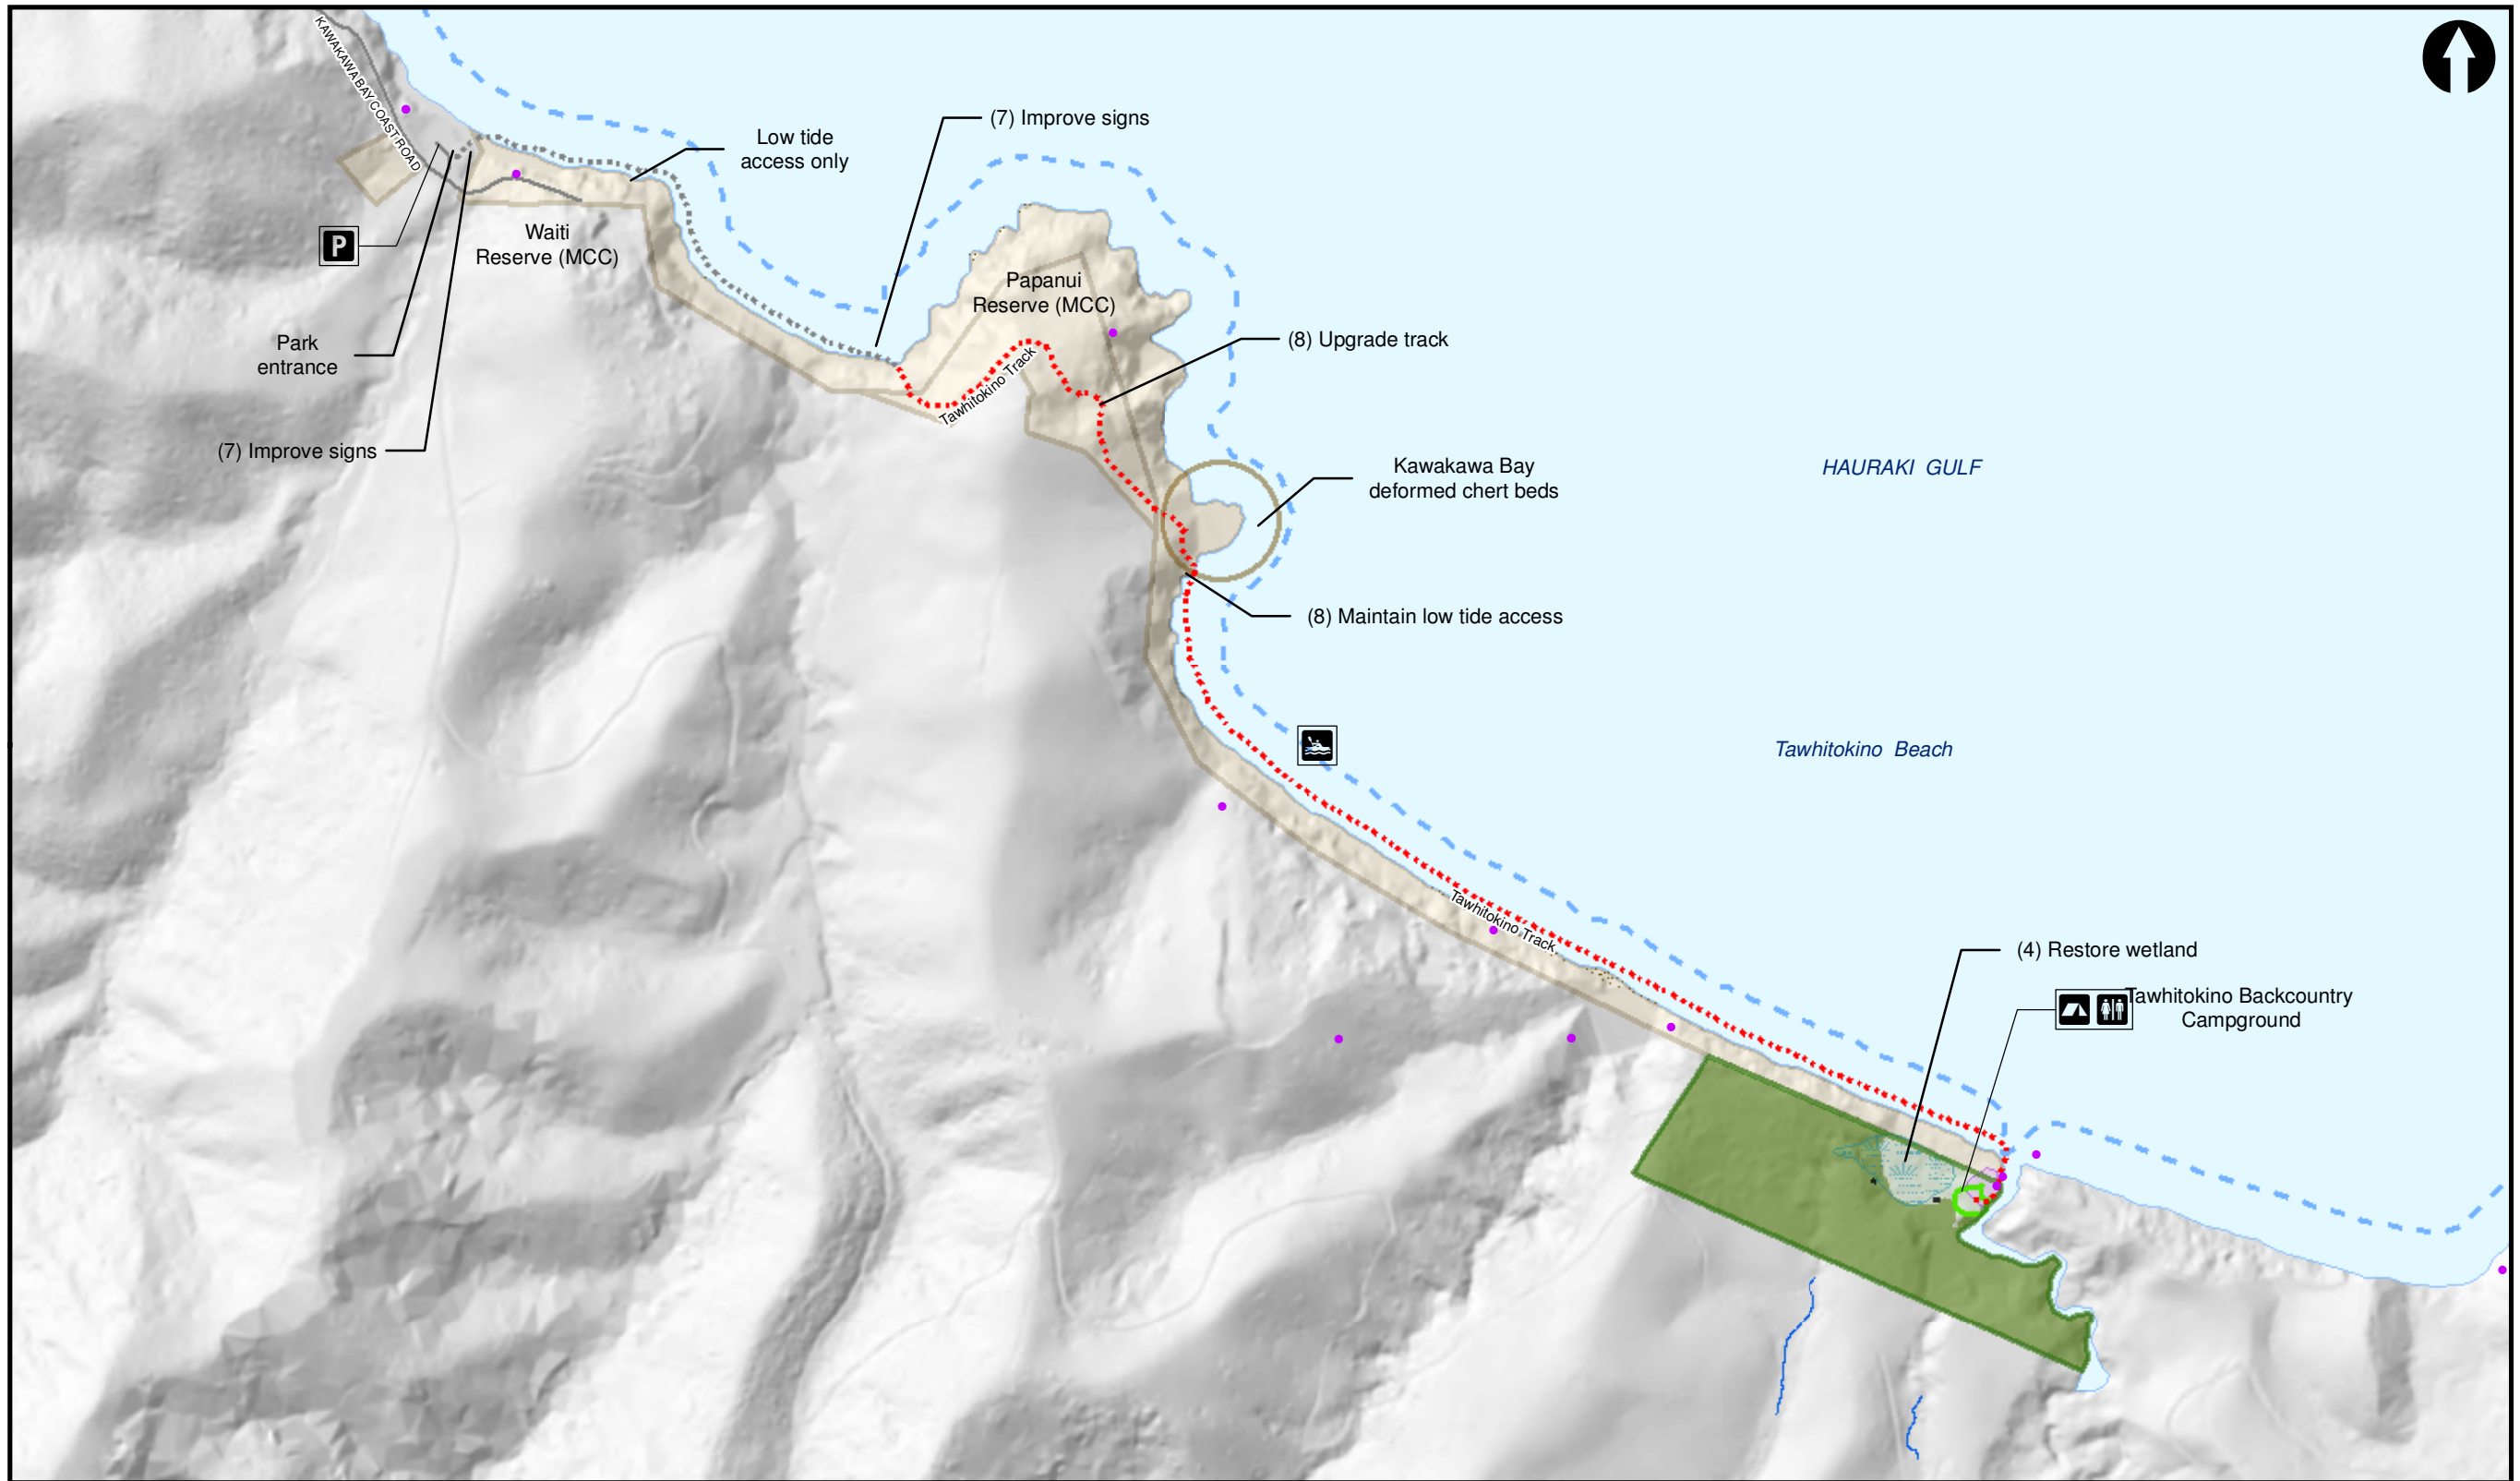 KAWAKAWA BAY COAST ROAD
(7) Improve signs
Low tide
access only
P
Waiti
Reserve (MCC)
Papanui
Reserve (MCC)
Park
entrance
(8) Upgrade track
Tawhitokino Track
(7) Improve signs
Kawakawa Bay
deformed chert beds
HAURAKI GULF
(8) Maintain low tide access
Tawhitokino Beach
Tawhitokino Track
(4) Restore wetland
Tawhitokino Backcountry
Campground